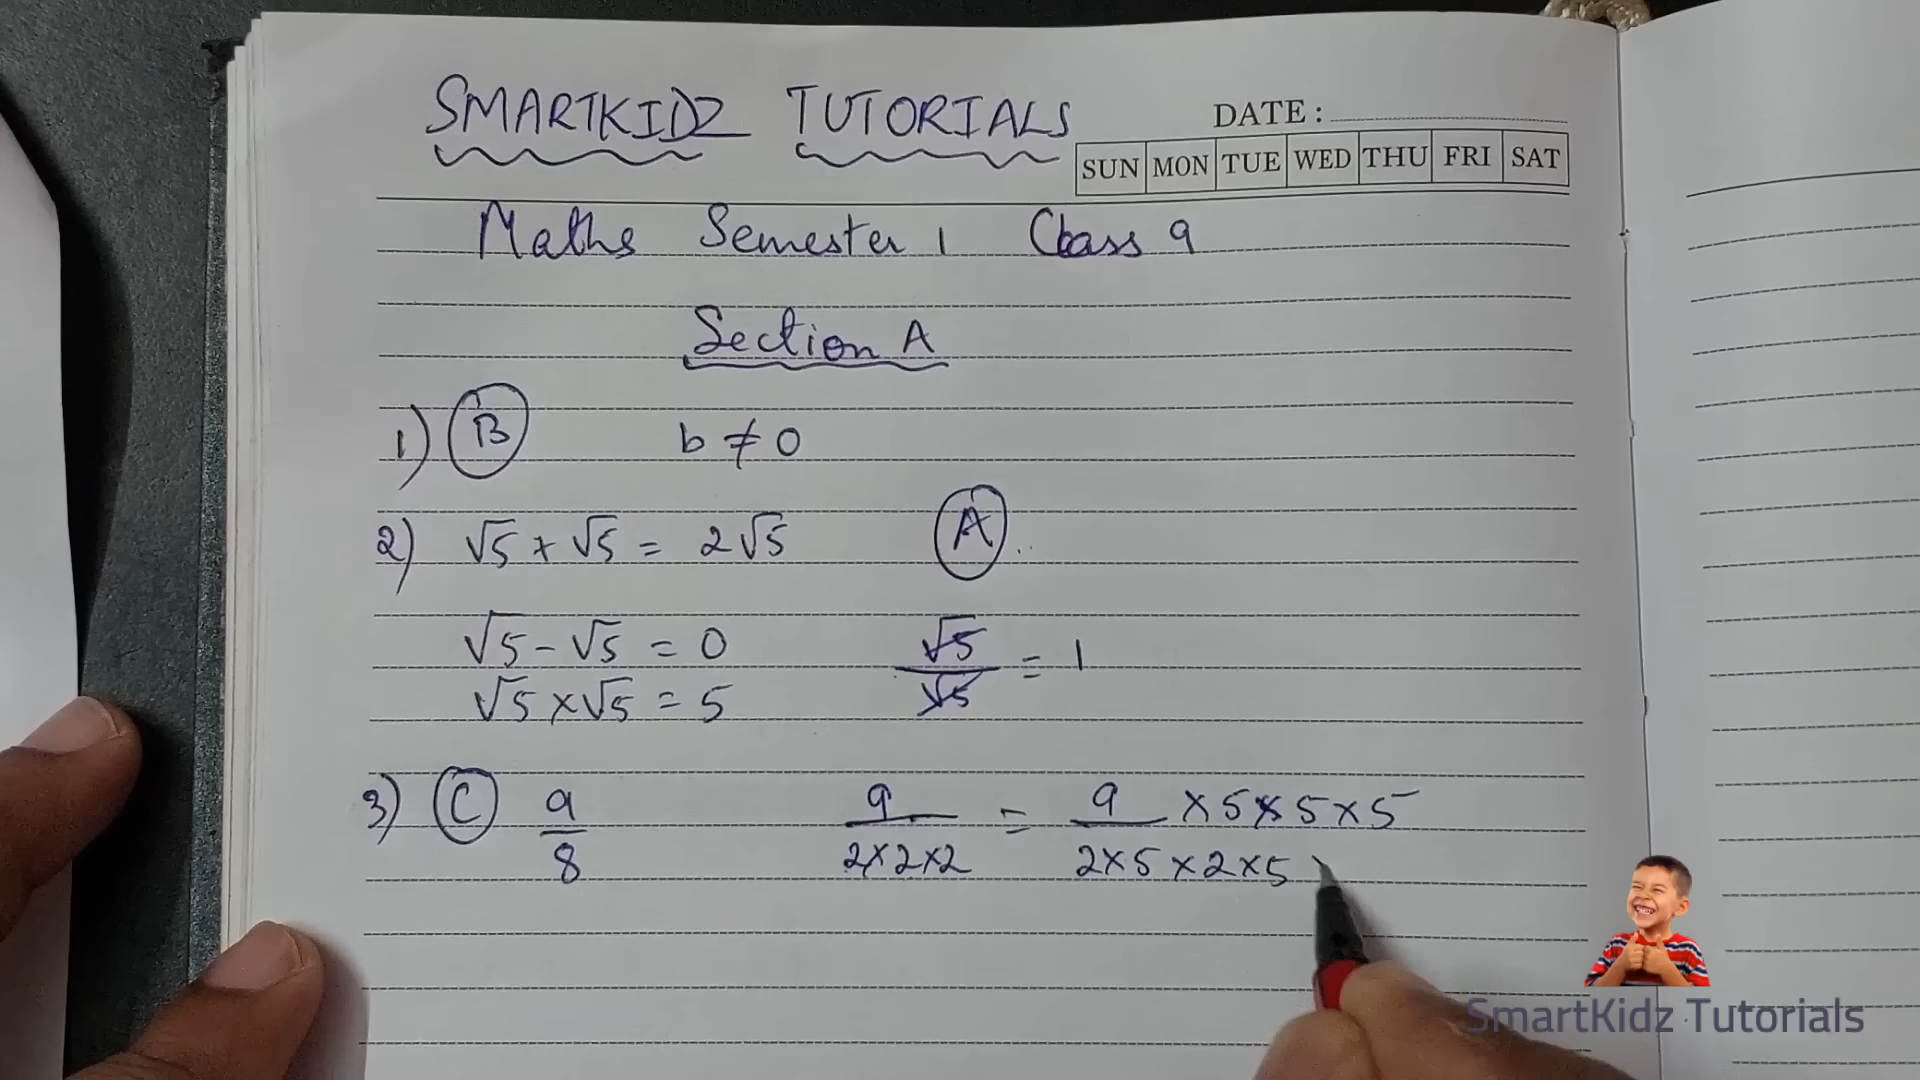 SMARTKIDZ TUTORIALS
DATE :
SUN MON TUE WED THU FRI SAT
Maths Semester 1 Class 9
Section A
1) B b ≠ 0
2) √5 + √5 = 2√5 A
√5 - √5 = 0 √5/√5 = 1
√5 × √5 = 5
3) C 9/8 9/2×2×2 = 9 ×5×5×5/2×5×2×5
SmartKidz Tutorials